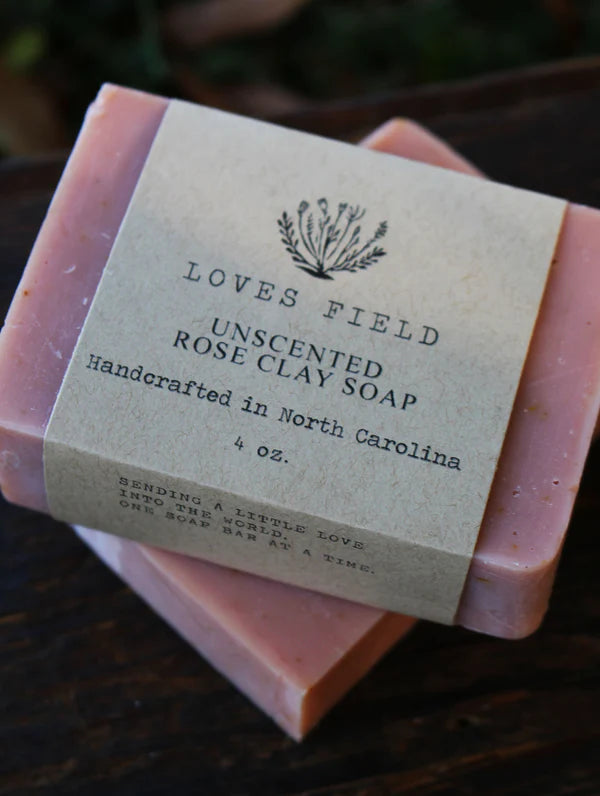 LOVES FIELD
UNSCENTED
ROSE CLAY SOAP
Handcrafted in North Carolina
4 oz.
SENDING A LITTLE LOVE
INTO THE WORLD.
ONE SOAP BAR AT A TIME.